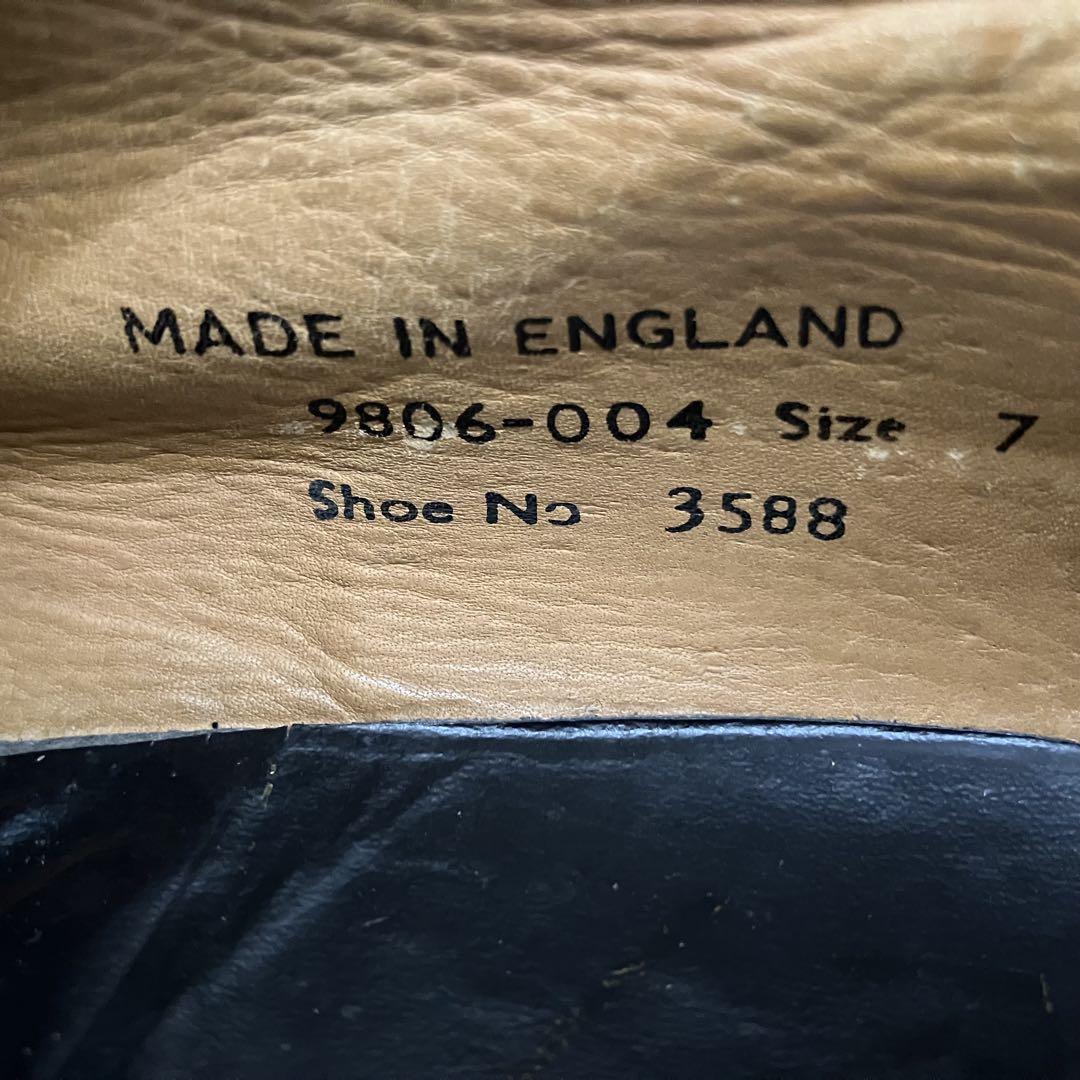 MADE IN ENGLAND
9806-004 Size 7
Shoe No 3588